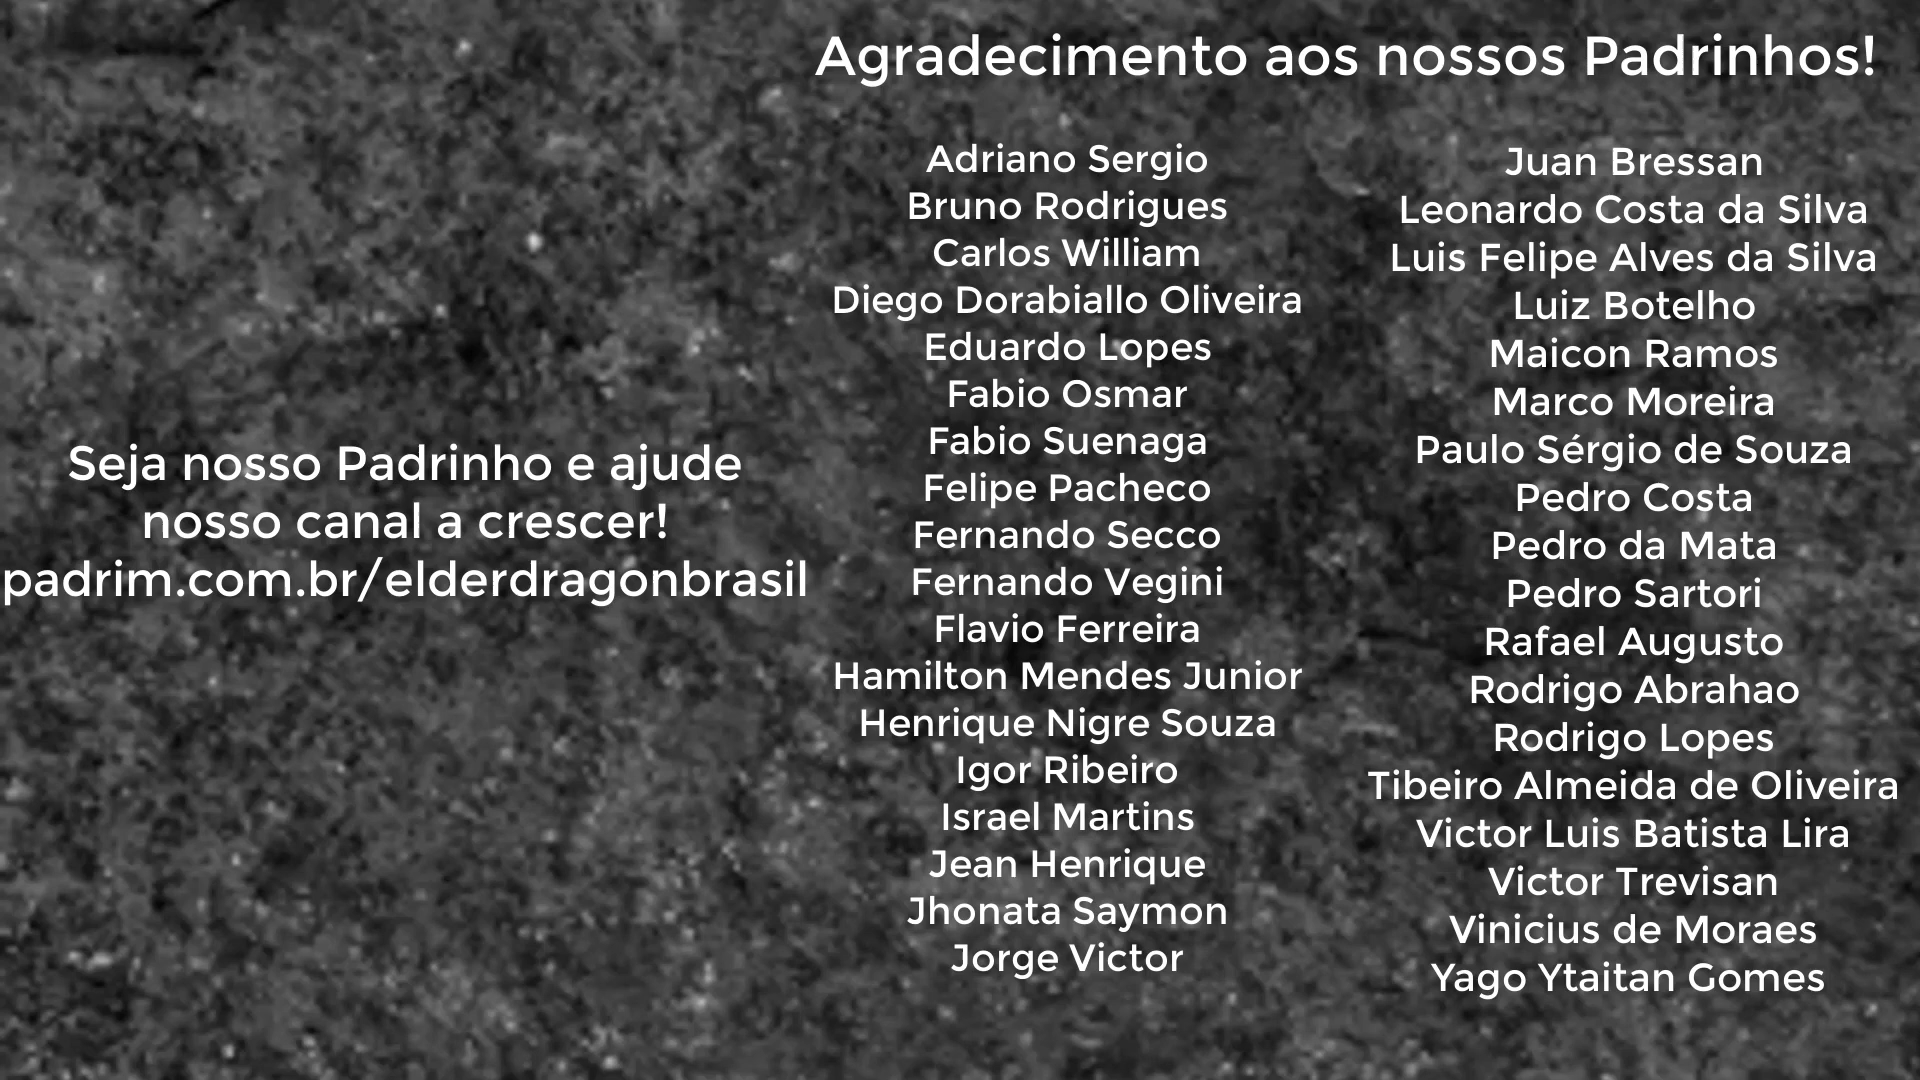 Agradecimento aos nossos Padrinhos!
Seja nosso Padrinho e ajude
nosso canal a crescer!
padrim.com.br/elderdragonbrasil
Adriano Sergio
Bruno Rodrigues
Carlos William
Diego Dorabiallo Oliveira
Eduardo Lopes
Fabio Osmar
Fabio Suenaga
Felipe Pacheco
Fernando Secco
Fernando Vegini
Flavio Ferreira
Hamilton Mendes Junior
Henrique Nigre Souza
Igor Ribeiro
Israel Martins
Jean Henrique
Jhonata Saymon
Jorge Victor
Juan Bressan
Leonardo Costa da Silva
Luis Felipe Alves da Silva
Luiz Botelho
Maicon Ramos
Marco Moreira
Paulo Sérgio de Souza
Pedro Costa
Pedro da Mata
Pedro Sartori
Rafael Augusto
Rodrigo Abrahao
Rodrigo Lopes
Tibeiro Almeida de Oliveira
Victor Luis Batista Lira
Victor Trevisan
Vinicius de Moraes
Yago Ytaitan Gomes